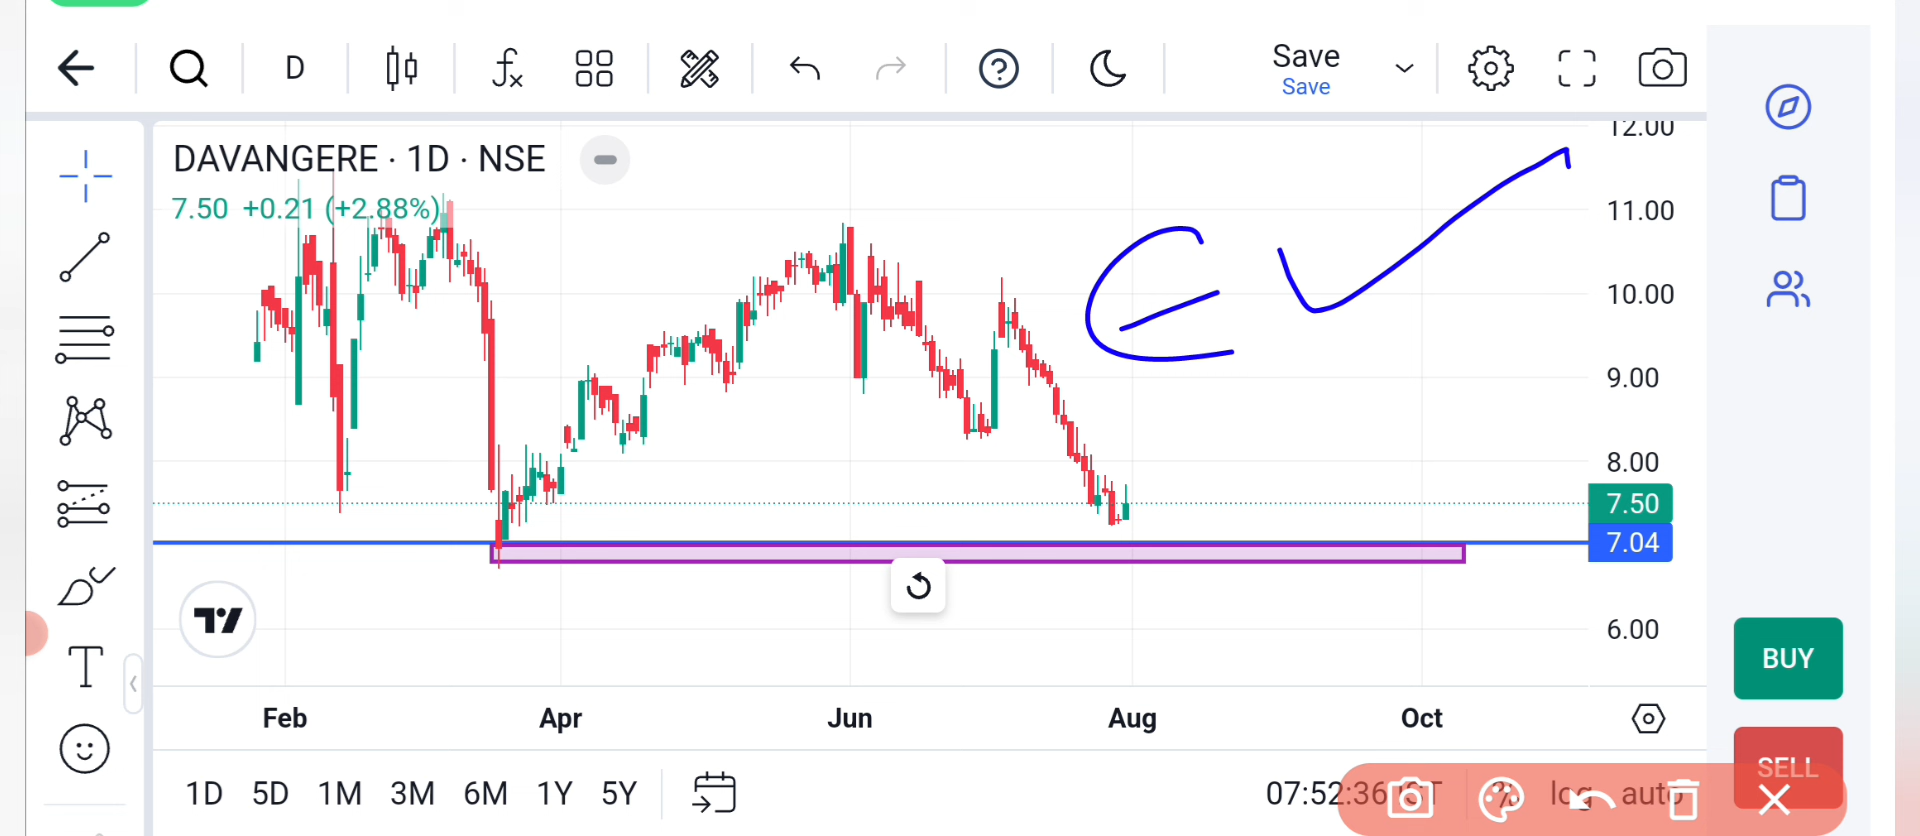 D
Save
Save
DAVANGERE · 1D · NSE
7.50 +0.21 (+2.88%)
12.00
11.00
10.00
9.00
8.00
7.50
7.04
6.00
BUY
SELL
Feb Apr Jun Aug Oct
1D 5D 1M 3M 6M 1Y 5Y
07:52:36 log auto